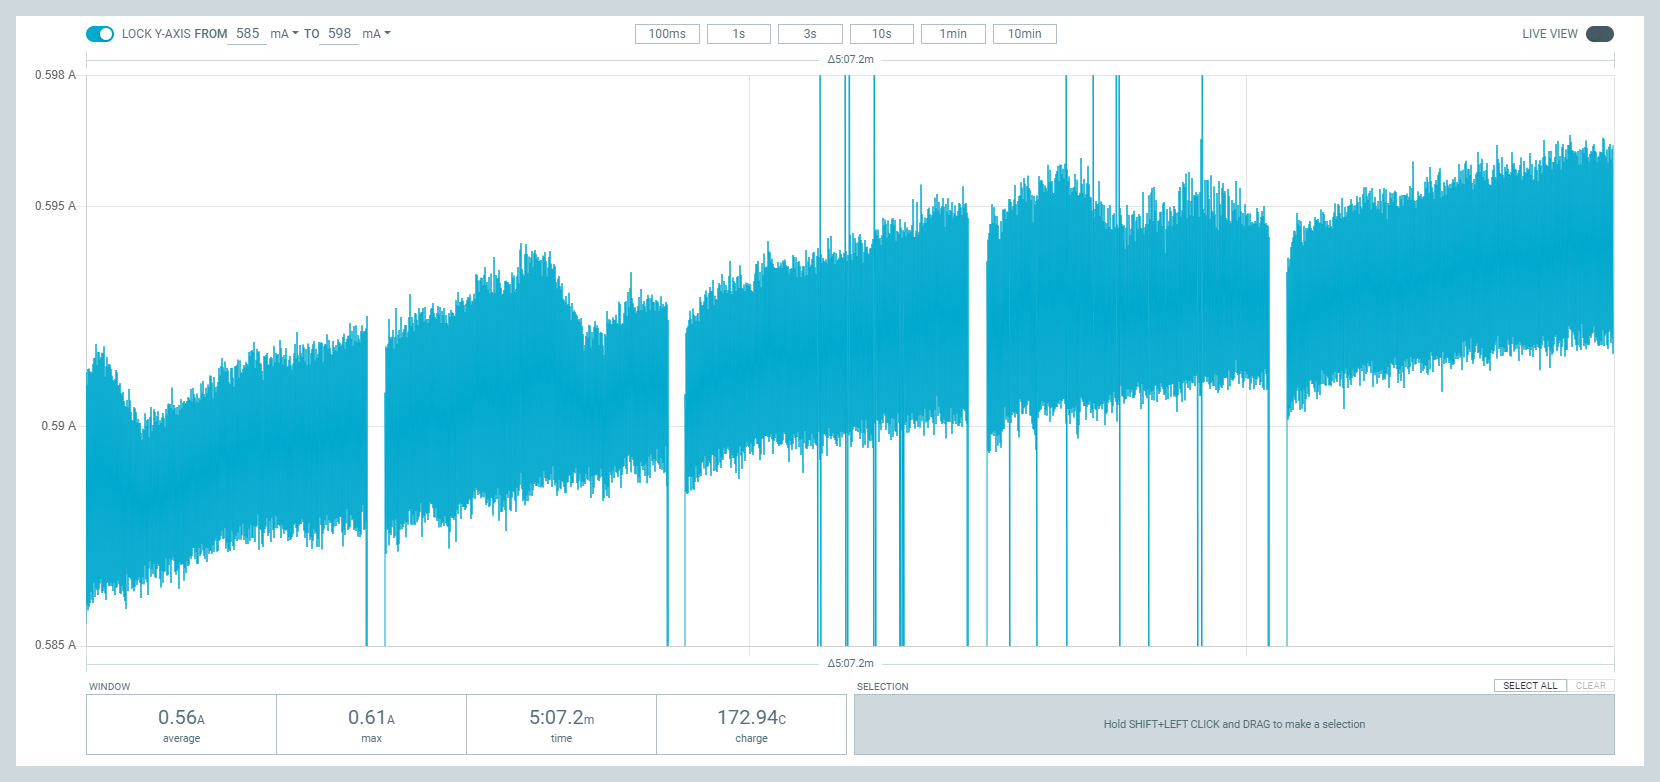 LOCK Y-AXIS FROM 585 mA TO 598 mA
100ms 1s 3s 10s 1min 10min
LIVE VIEW
Δ5:07.2m
0.598 A
0.595 A
0.59 A
0.585 A
Δ5:07.2m
WINDOW
0.56A
average
0.61A
max
5:07.2m
time
172.94C
charge
SELECTION
SELECT ALL CLEAR
Hold SHIFT+LEFT CLICK and DRAG to make a selection